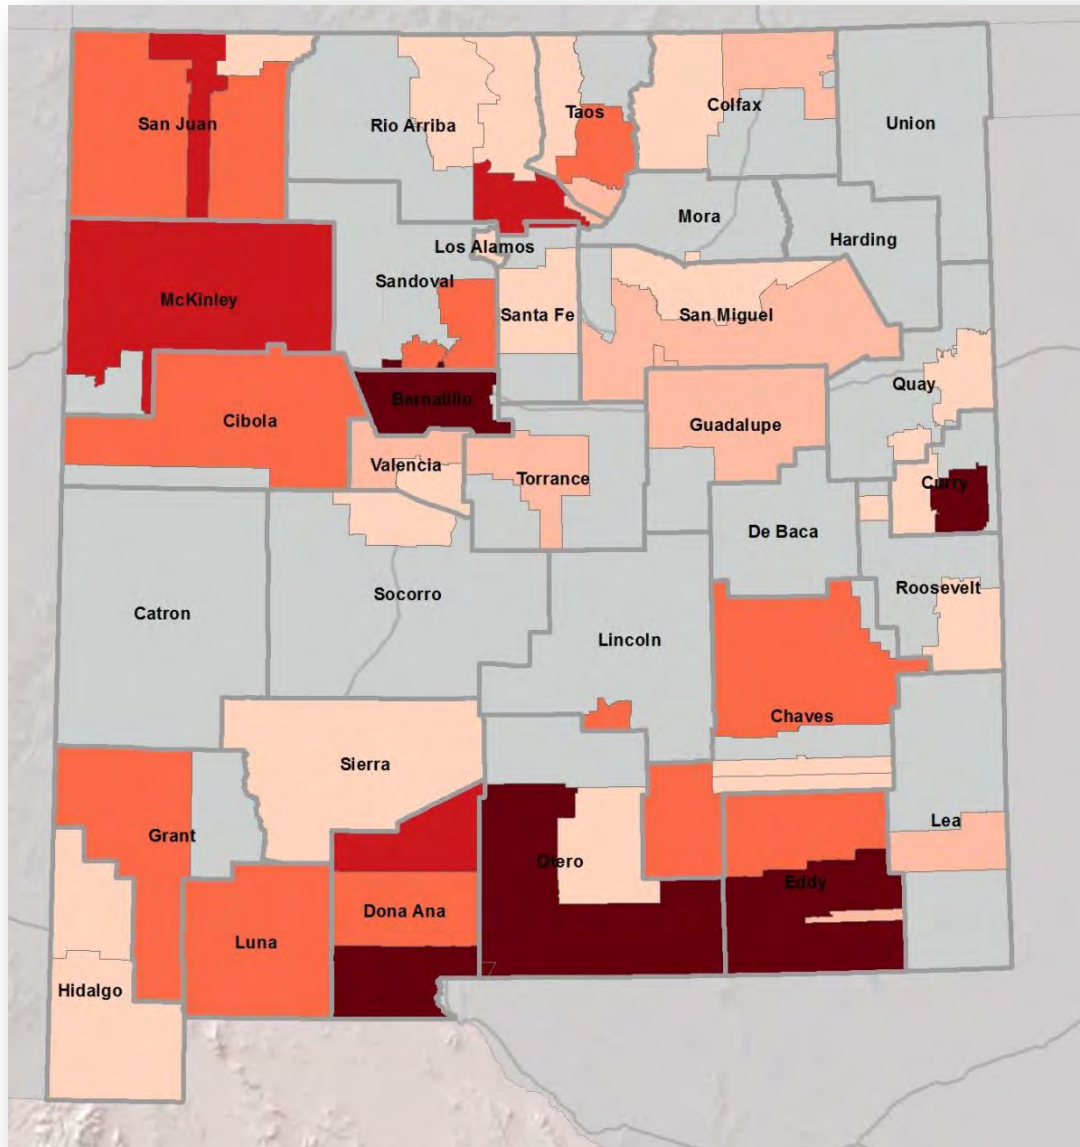 San Juan
Rio Arriba
Taos
Colfax
Union
Mora
Harding
Los Alamos
Sandoval
McKinley
Santa Fe
San Miguel
Quay
Bernalillo
Cibola
Guadalupe
Valencia
Torrance
Curry
De Baca
Roosevelt
Catron
Socorro
Lincoln
Chaves
Sierra
Lea
Grant
Otero
Eddy
Dona Ana
Luna
Hidalgo